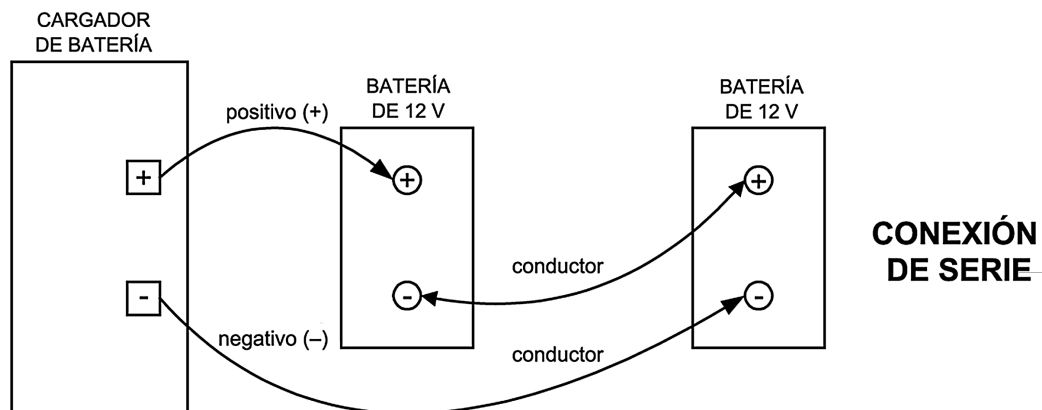 CARGADOR
DE BATERÍA
BATERÍA
DE 12 V
BATERÍA
DE 12 V
positivo (+)
+
+
+
CONEXIÓN
DE SERIE
conductor
-
-
-
negativo (–)
conductor